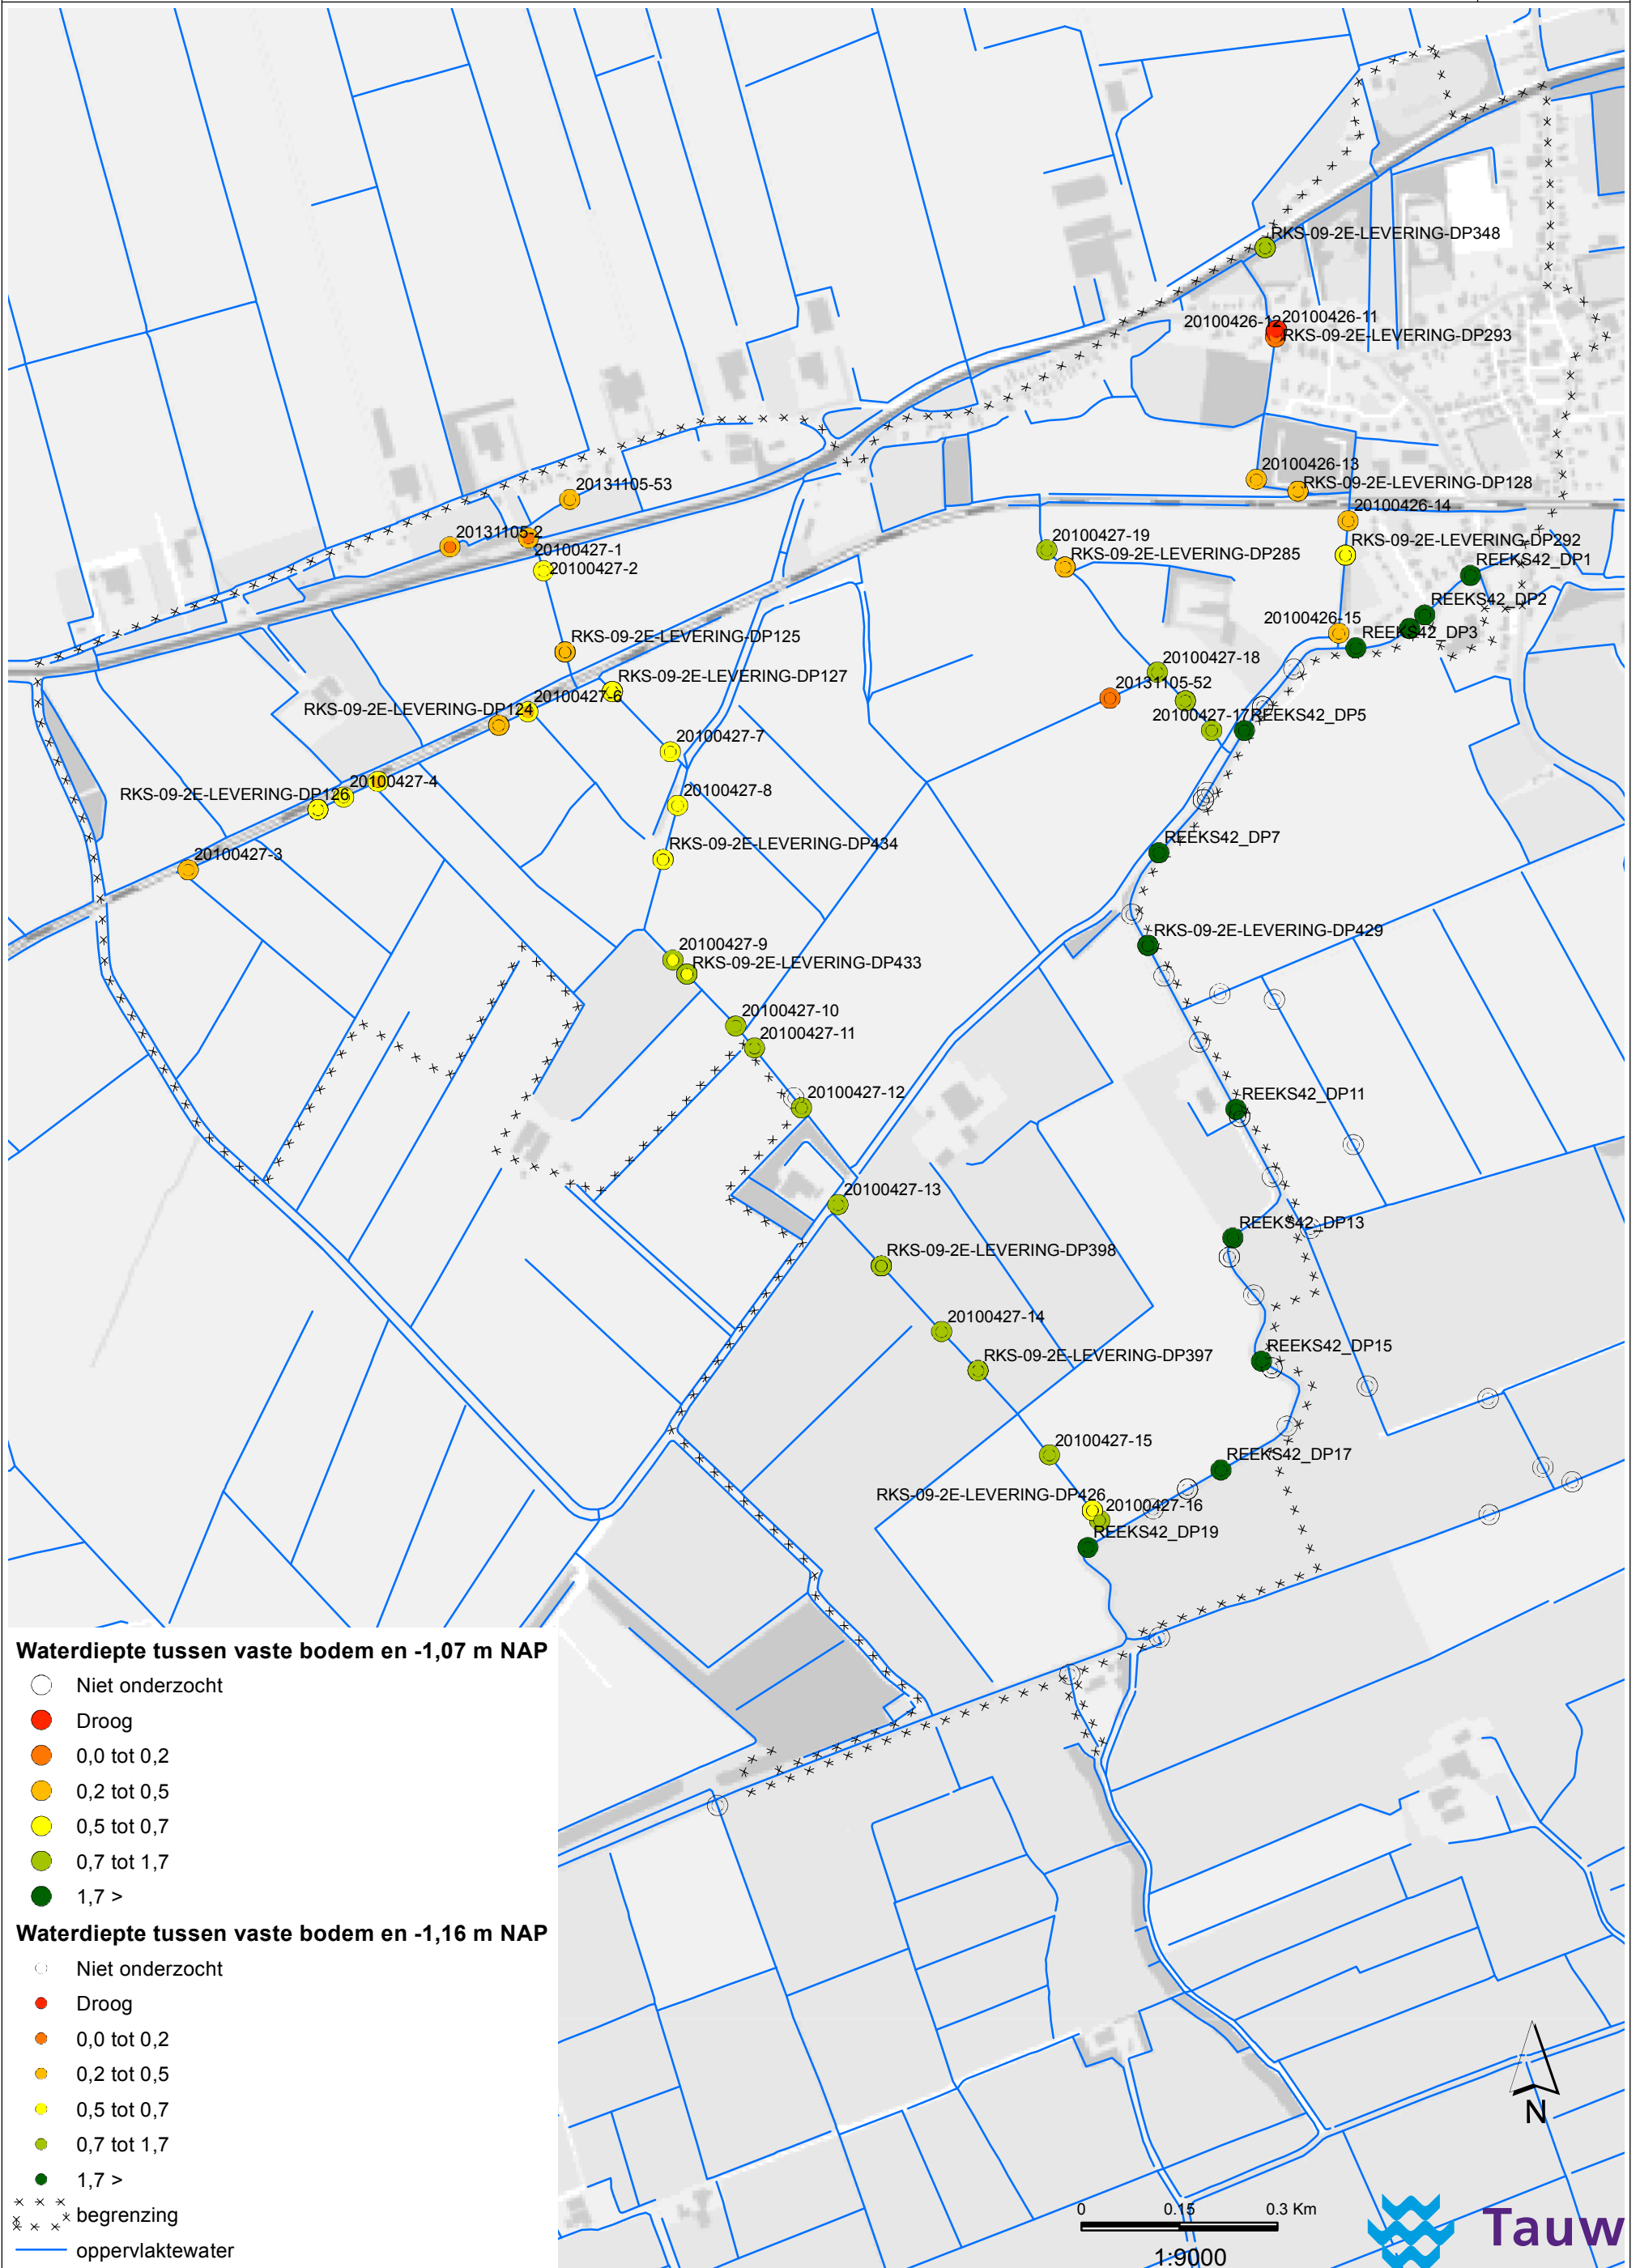 RKS-09-2E-LEVERING-DP348
20100426-12
20100426-11
RKS-09-2E-LEVERING-DP293
20100426-13
RKS-09-2E-LEVERING-DP128
20131105-53
20100426-14
20131105-2
20100427-1
20100427-19
RKS-09-2E-LEVERING-DP292
RKS-09-2E-LEVERING-DP285
REEKS42_DP1
20100427-2
REEKS42_DP2
20100426-15
REEKS42_DP3
RKS-09-2E-LEVERING-DP125
20100427-18
RKS-09-2E-LEVERING-DP127
20131105-52
20100427-6
RKS-09-2E-LEVERING-DP124
20100427-17
REEKS42_DP5
20100427-7
20100427-4
RKS-09-2E-LEVERING-DP126
20100427-8
RKS-09-2E-LEVERING-DP434
REEKS42_DP7
20100427-3
RKS-09-2E-LEVERING-DP429
20100427-9
RKS-09-2E-LEVERING-DP433
20100427-10
20100427-11
20100427-12
REEKS42_DP11
20100427-13
REEKS42_DP13
RKS-09-2E-LEVERING-DP398
20100427-14
REEKS42_DP15
RKS-09-2E-LEVERING-DP397
20100427-15
REEKS42_DP17
RKS-09-2E-LEVERING-DP426
20100427-16
REEKS42_DP19
Waterdiepte tussen vaste bodem en -1,07 m NAP
Niet onderzocht
Droog
0,0 tot 0,2
0,2 tot 0,5
0,5 tot 0,7
0,7 tot 1,7
1,7 >
Waterdiepte tussen vaste bodem en -1,16 m NAP
Niet onderzocht
Droog
0,0 tot 0,2
0,2 tot 0,5
0,5 tot 0,7
0,7 tot 1,7
1,7 >
begrenzing
oppervlaktewater
N
0 0.15 0.3 Km
1:9000
Tauw